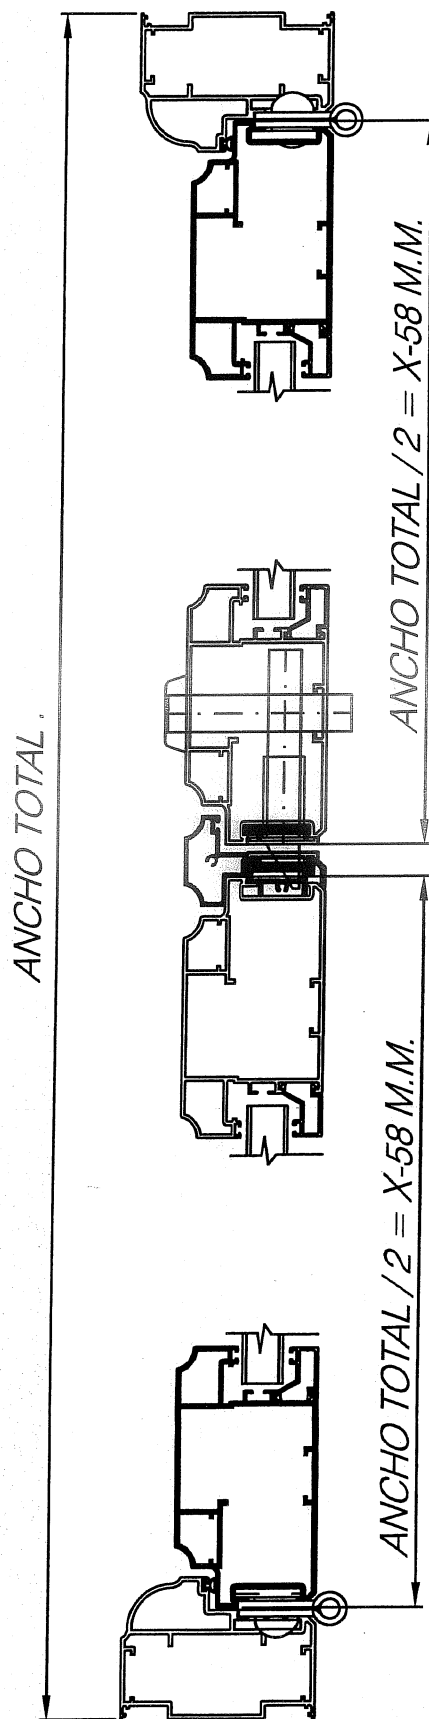 ANCHO TOTAL.
ANCHO TOTAL / 2 = X-58 M.M.
ANCHO TOTAL / 2 = X-58 M.M.